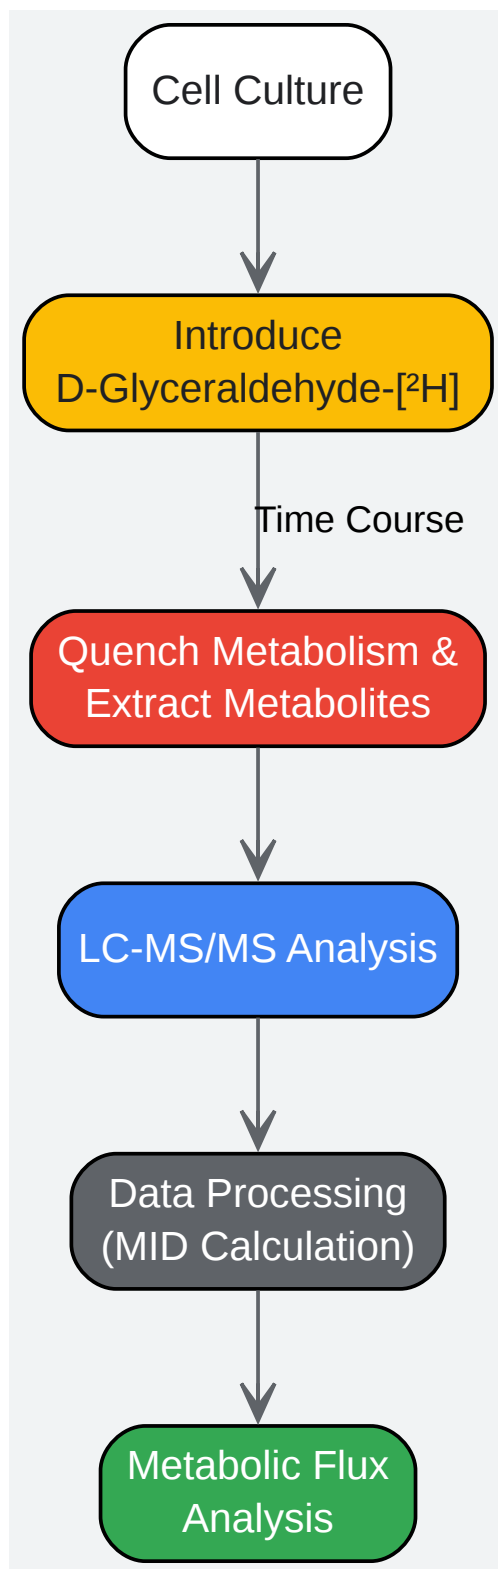 Cell Culture
Introduce
D-Glyceraldehyde-[²H]
Time Course
Quench Metabolism &
Extract Metabolites
LC-MS/MS Analysis
Data Processing
(MID Calculation)
Metabolic Flux
Analysis